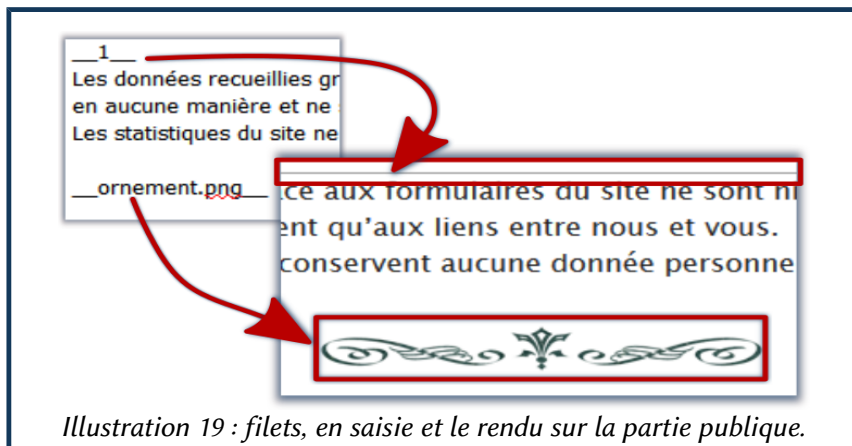 __1__
Les données recueillies gr
en aucune manière et ne
Les statistiques du site ne
__ornement.png__
ce aux formulaires du site ne sont
ent qu’aux liens entre nous et vous.
conservent aucune donnée personne
Illustration 19 : filets, en saisie et le rendu sur la partie publique.